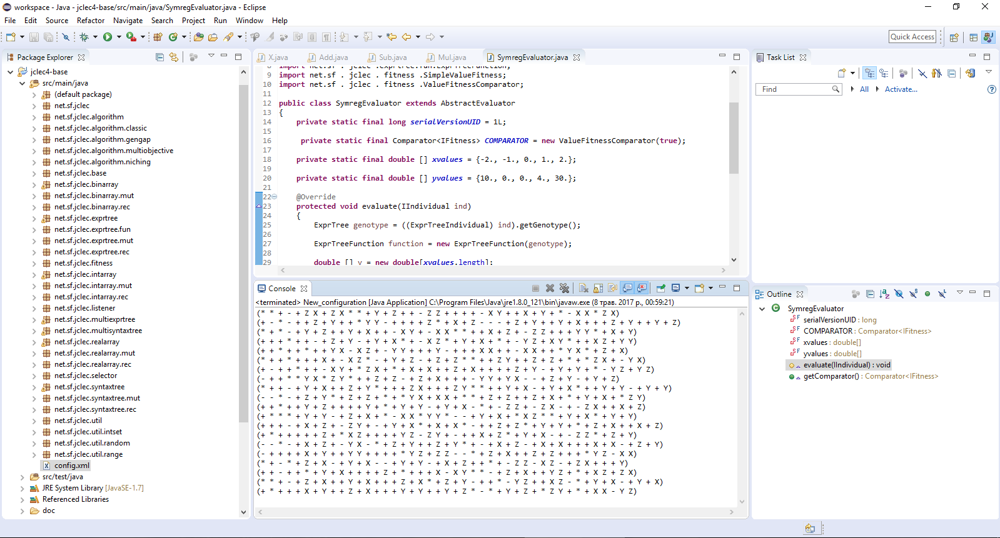 workspace - Java - jclec4-base/src/main/java/SymregEvaluator.java - Eclipse
File Edit Source Refactor Navigate Search Project Run Window Help
Quick Access
Package Explorer
jclec4-base
src/main/java
(default package)
net.sf.jclec
net.sf.jclec.algorithm
net.sf.jclec.algorithm.classic
net.sf.jclec.algorithm.gengap
net.sf.jclec.algorithm.multiobjective
net.sf.jclec.algorithm.niching
net.sf.jclec.base
net.sf.jclec.binarray
net.sf.jclec.binarray.mut
net.sf.jclec.binarray.rec
net.sf.jclec.exprtree
net.sf.jclec.exprtree.fun
net.sf.jclec.exprtree.mut
net.sf.jclec.exprtree.rec
net.sf.jclec.fitness
net.sf.jclec.intarray
net.sf.jclec.intarray.mut
net.sf.jclec.intarray.rec
net.sf.jclec.listener
net.sf.jclec.multiexprtree
net.sf.jclec.multisyntaxtree
net.sf.jclec.realarray
net.sf.jclec.realarray.mut
net.sf.jclec.realarray.rec
net.sf.jclec.selector
net.sf.jclec.syntaxtree
net.sf.jclec.syntaxtree.mut
net.sf.jclec.syntaxtree.rec
net.sf.jclec.util
net.sf.jclec.util.intset
net.sf.jclec.util.random
net.sf.jclec.util.range
config.xml
src/test/java
JRE System Library [JavaSE-1.7]
Referenced Libraries
doc
X.java Add.java Sub.java Mul.java SymregEvaluator.java
8 import net.sf . jclec .exprtree.fun.ExprTreeFunction;
9 import net.sf . jclec . fitness .SimpleValueFitness;
10 import net.sf . jclec . fitness .ValueFitnessComparator;
11
12 public class SymregEvaluator extends AbstractEvaluator
13 {
14 private static final long serialVersionUID = 1L;
15
16 private static final Comparator<IFitness> COMPARATOR = new ValueFitnessComparator(true);
17
18 private static final double [] xvalues = {-2., -1., 0., 1., 2.};
19
20 private static final double [] yvalues = {10., 0., 0., 4., 30.};
21
22 @Override
23 protected void evaluate(IIndividual ind)
24 {
25 ExprTree genotype = ((ExprTreeIndividual) ind).getGenotype();
26
27 ExprTreeFunction function = new ExprTreeFunction(genotype);
28
29 double [] y = new double[xvalues.length];
Console
<terminated> New_configuration [Java Application] C:\Program Files\Java\jre1.8.0_121\bin\javaw.exe (8 трав. 2017 р., 00:59:21)
(* * + - + Z X + Z X * * + Y + Z + + - Z Z + + + + - X Y + + X + Y + * - X X * Z X)
(+ - * - + + Z + Y + + * Y Y - + + + + Z * + X + Z - - - + Z + Y + + Y + X + + + Z + Y + + Y + Z)
(* + - + Y + Z + + X + + + X + Y X + - X X * * + + X + Z + - Z Z + + + Y Y * + X + Y)
(+ + + * + + - + Z + Y - + Y + X * + - X Z * + Y + X + * + - Y Z + X Y * + + X Z + Y Y)
(+ + * + * + + Y X - X Z + - Y Y + + + Y - + + + X X + + - + - X X + + * Y X * + Z + X)
(* + * + + + X + - X Z * - + Y + Z - + Z + Z * * + + Z Y + + Z + Z + * * Z X + - Y X)
(+ - + + * + - X Y + * Z X + * + X + X + + Z + X + + + + Z + Y - + Y + Y + * - Y Z + Y Z)
(- + + * * Y X * Z Y * + + Z + Z - + Z + X + + - Y Y + Y X - - + Z - - + Y + Z)
(* + + - + Y + X + Y + * + + + Z X + + + Z Y * * + + Y + X - + Y + X * + + Y + Y - + Y + Y)
(- - * - + Z + Y * + Z + * + * Y X + X X + * * + Z + Z + + Z + X + * + Y + X + * Z Y)
(+ + * + + Y + - + Z + Y - + Y + - + Y + Y + X - * + - Z Z + - Z X - + - Z X + + X + Z)
(+ * * * + Y + Y - + Z + X + * - X X * Y Y * - - + Y + X * X Z * * Y + X + Y + Y)
(+ + + - X + + Z + + - + Y + X * + X + X * - + + Z - Z Y + + Y + * Z + X + + X + Z)
(+ * + + + + + Z + * X Z + + + + Y Z - Z Y + - + + X + Z * + Y + X - + - Z Z * + Z + Y)
(- - * - X + Z + - Y X - * + Z + Y + + Z + Y * + - + X Z + - X + X + + + X + X - + Z + Y)
(- + + + + X + Y + Y Y + + + + * Y Z + Z Z - - * + Z + X + + Z + Z + + + * Y Z - X X)
(* + - * + Z + X - + Y + X - - + Y + Y - + X + Z + + * + - Z Z - X Z - + Z X + + + Y)
(+ + - + + * + + X + Y + + Z + * + + + X - X Y * * - + Z + X + + Y Z + * + X Z + Z X)
(* * + - + Z + X + + Y + X + + + Z + X * + Z + Y - + + * - Y Z + + X * - + Y + X - + Y + X)
(+ * + + + X + Y + + Z + X + + + Y + Y + + Y + Z * - * + Y + Z + * Z Y + * + X X - Y Z)
Task List
Find All Activate...
Outline
SymregEvaluator
serialVersionUID : long
COMPARATOR : Comparator<IFitness>
xvalues : double[]
yvalues : double[]
evaluate(IIndividual) : void
getComparator() : Comparator<IFitness>